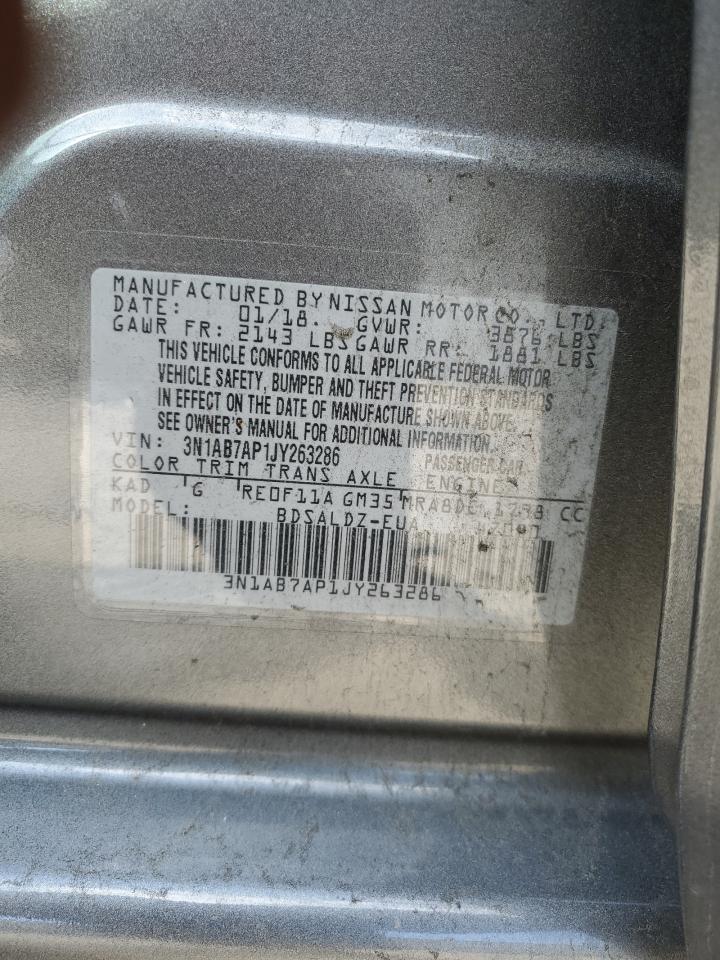 MANUFACTURED BY NISSAN MOTOR CO., LTD.
DATE: 01/18. GVWR: 3876 LBS
GAWR FR: 2143 LBS GAWR RR: 1881 LBS
THIS VEHICLE CONFORMS TO ALL APPLICABLE FEDERAL MOTOR
VEHICLE SAFETY, BUMPER AND THEFT PREVENTION STANDARDS
IN EFFECT ON THE DATE OF MANUFACTURE SHOWN ABOVE.
SEE OWNER'S MANUAL FOR ADDITIONAL INFORMATION.
VIN: 3N1AB7AP1JY263286 PASSENGER CAR
COLOR TRIM TRANS AXLE ENGINE
KAD G RE0F11A GM35 MRA8DE 1798 CC
MODEL: BDSALDZ-EUA
3N1AB7AP1JY263286